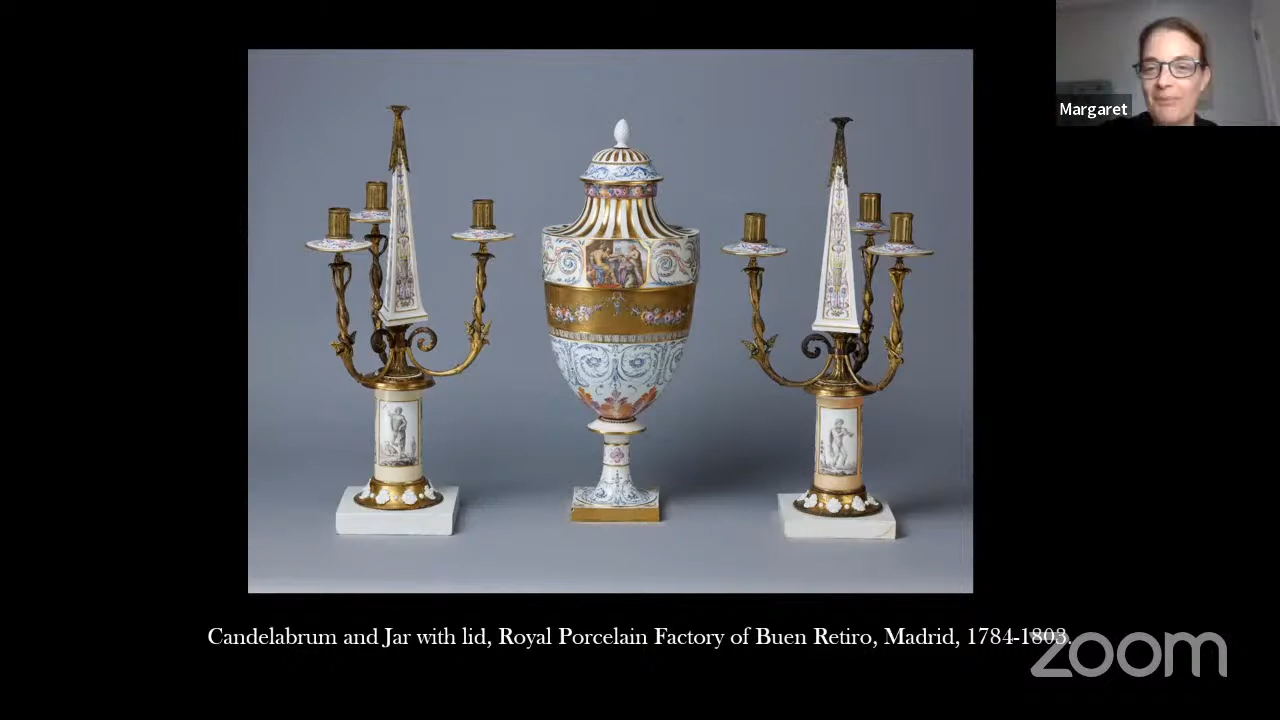 Margaret
Candelabrum and Jar with lid, Royal Porcelain Factory of Buen Retiro, Madrid, 1784-1803.
zoom